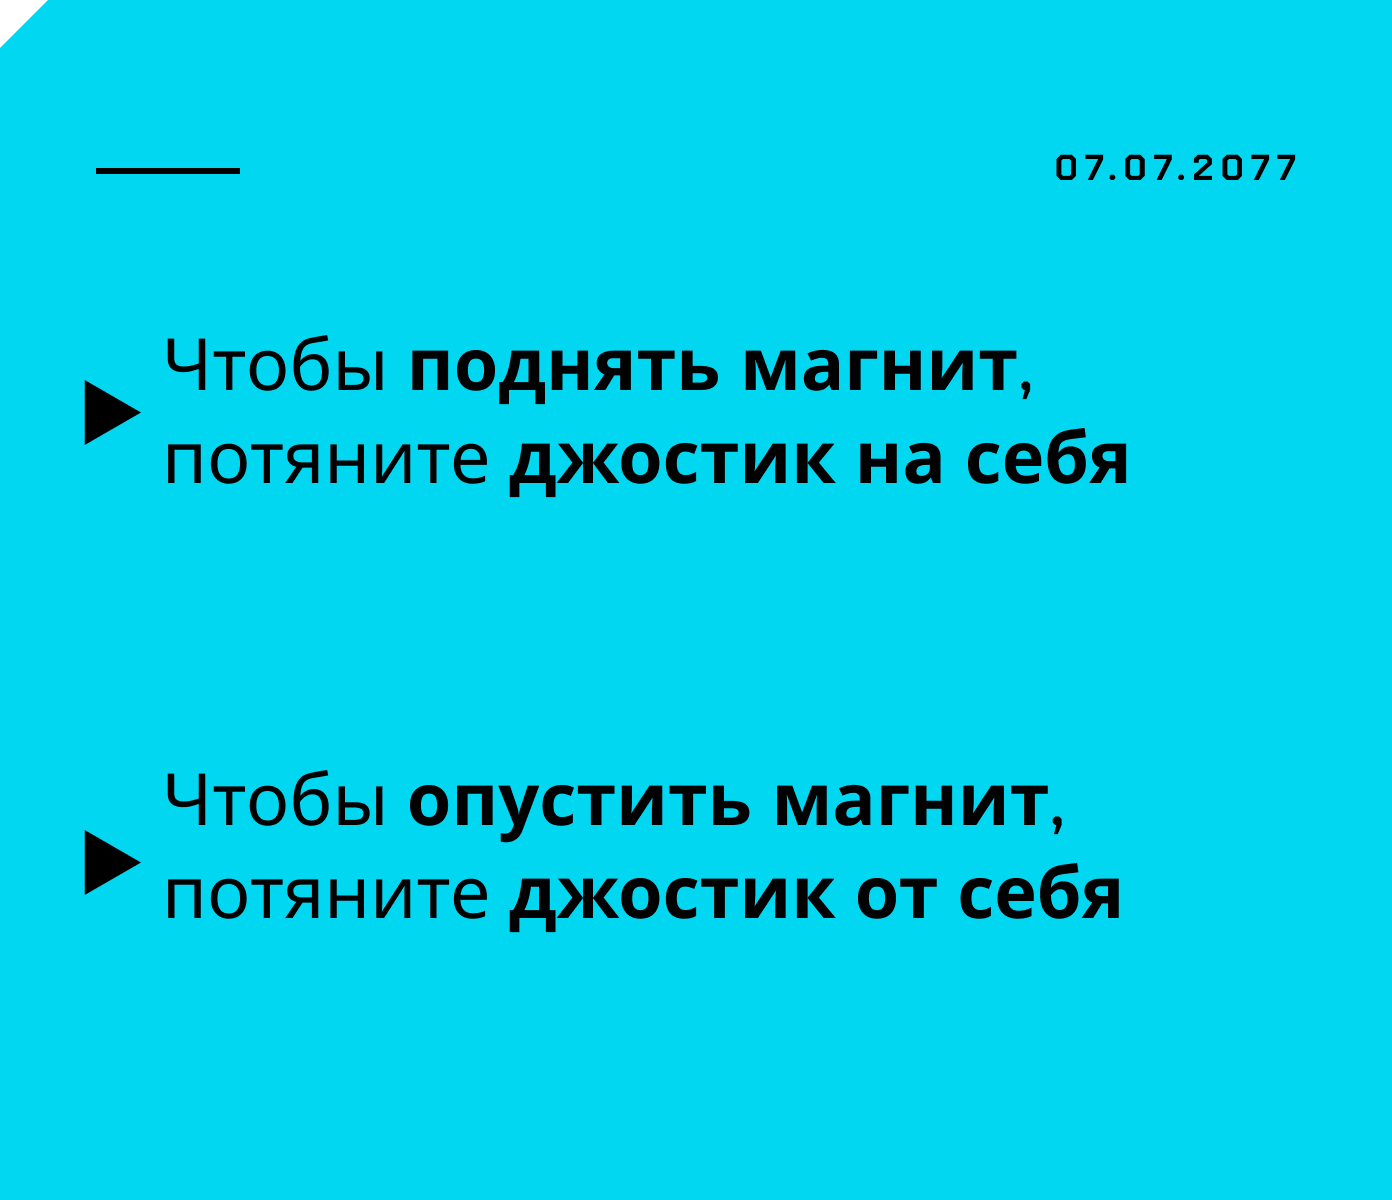 07.07.2077
Чтобы поднять магнит,
потяните джостик на себя
Чтобы опустить магнит,
потяните джостик от себя